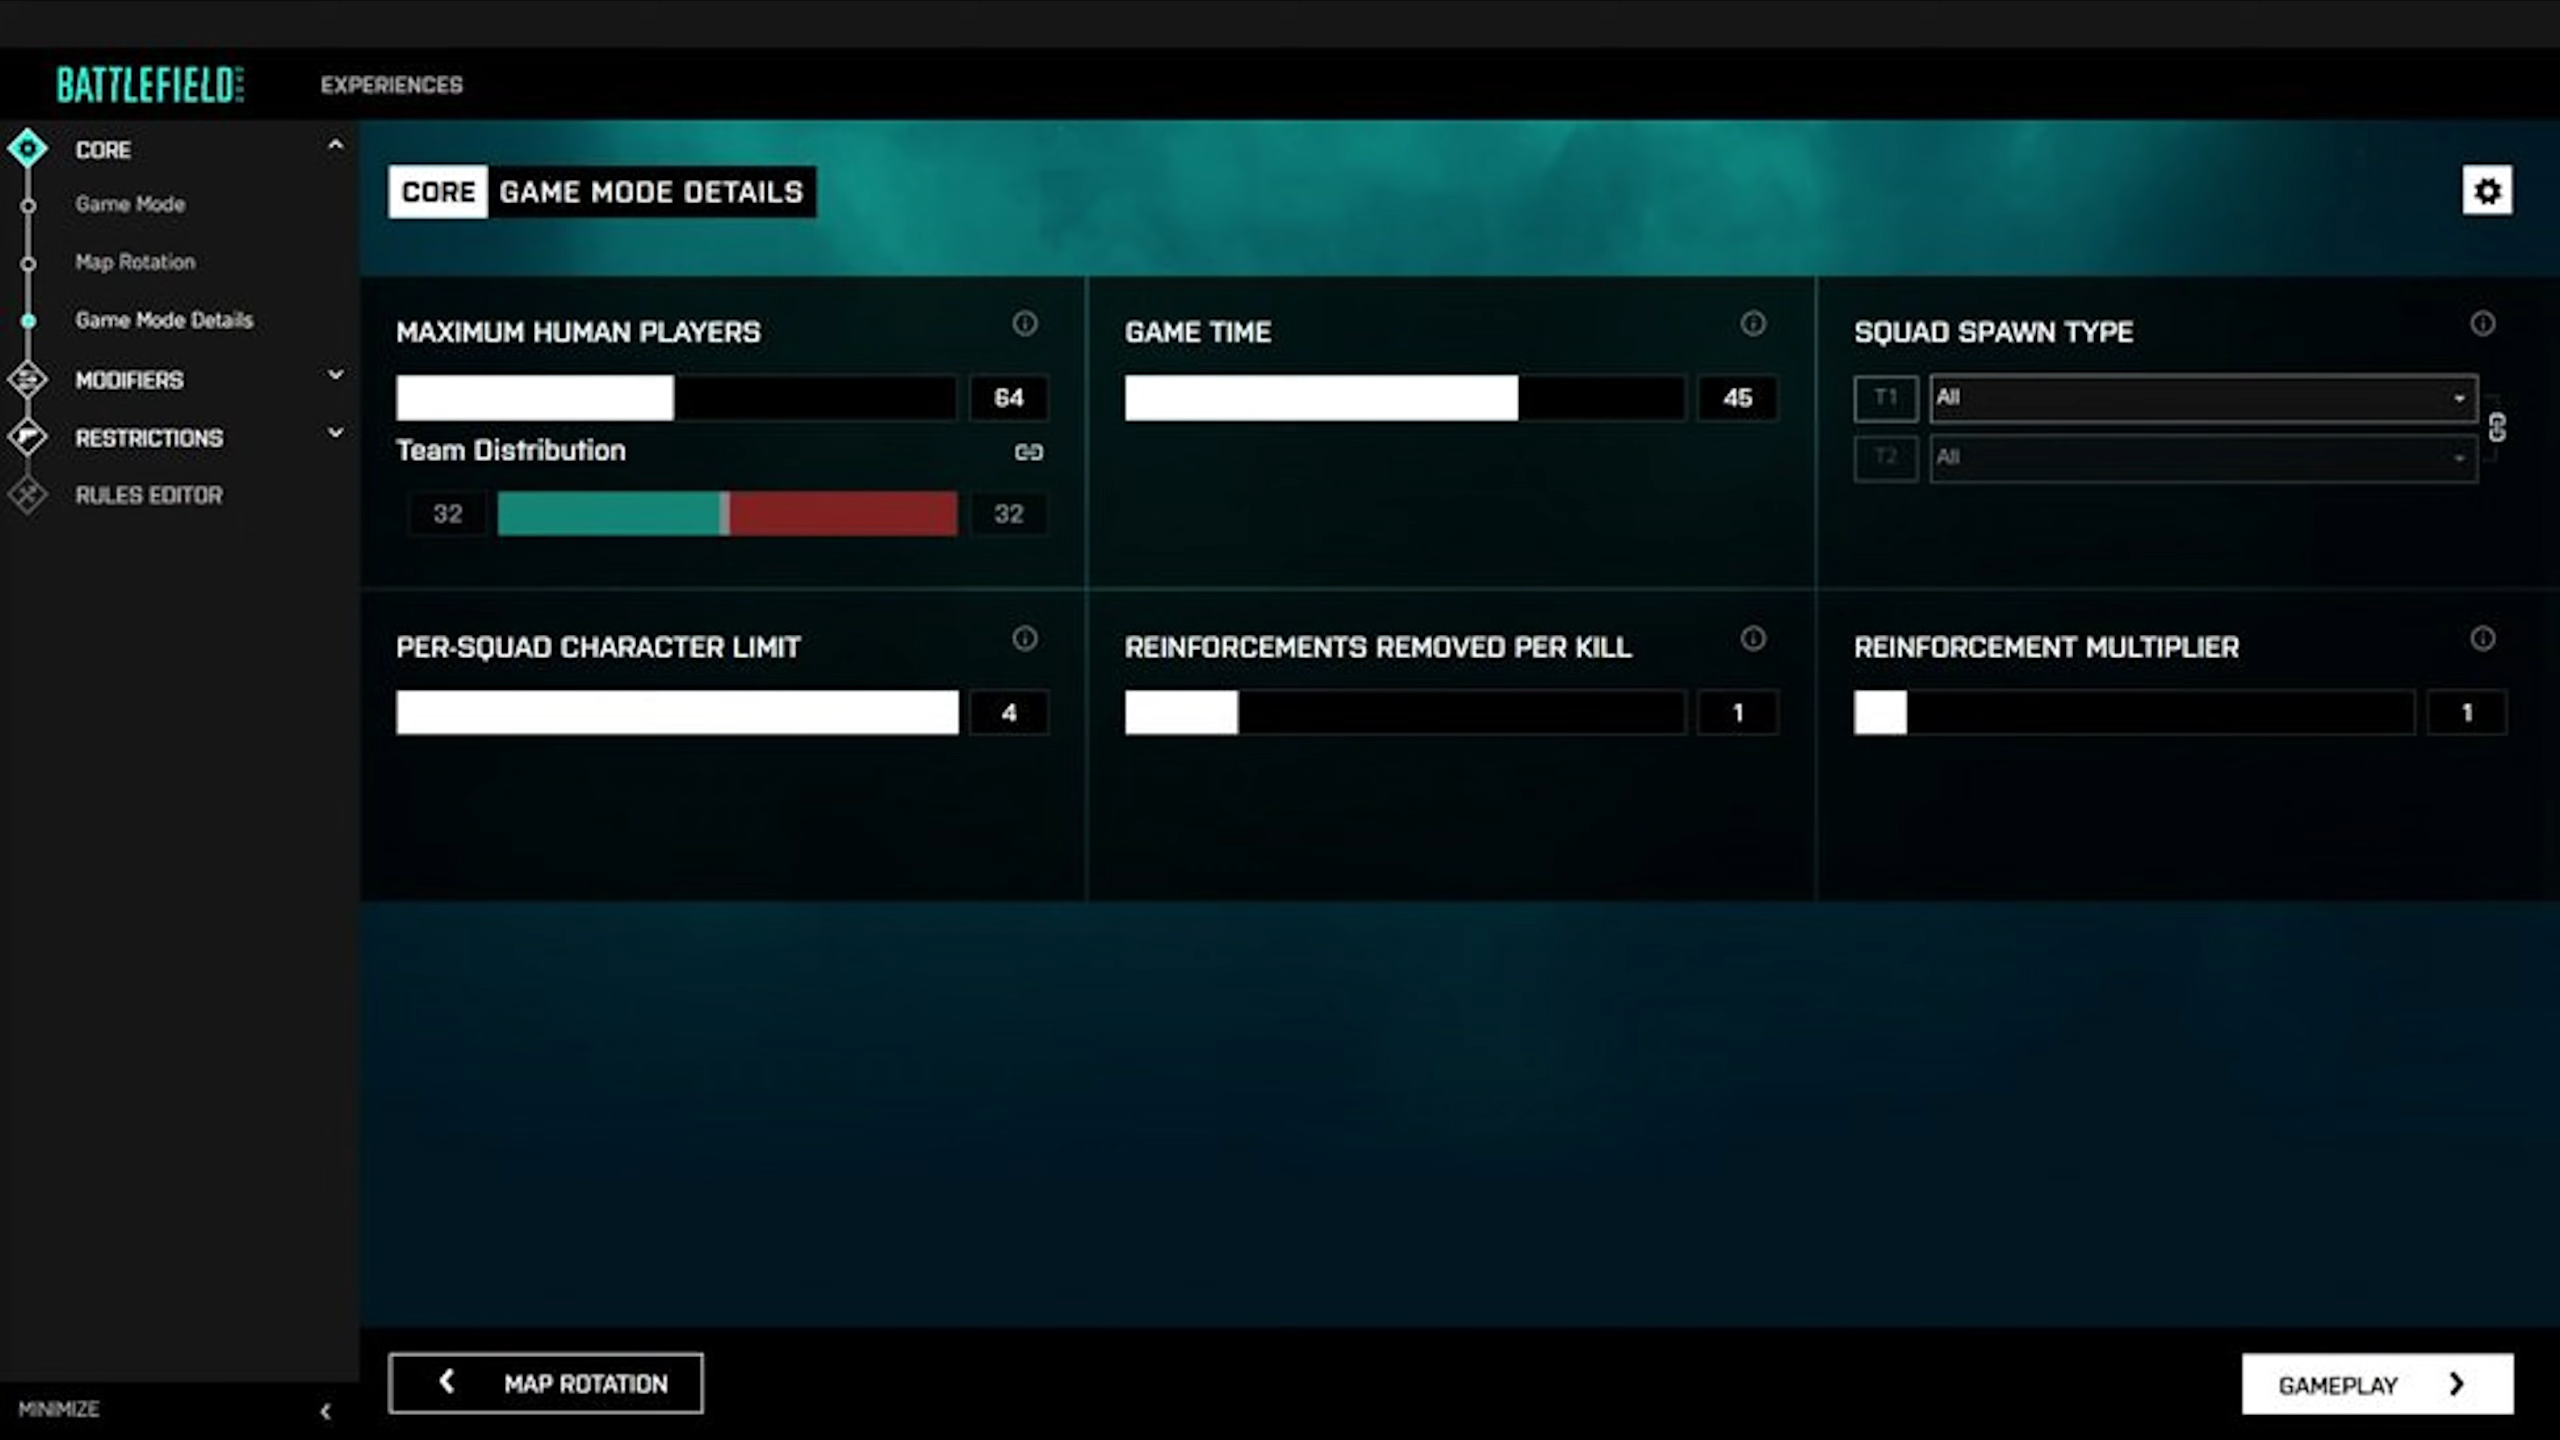 BATTLEFIELD
EXPERIENCES
CORE
Game Mode
Map Rotation
Game Mode Details
MODIFIERS
RESTRICTIONS
RULES EDITOR
MINIMIZE
CORE GAME MODE DETAILS
MAXIMUM HUMAN PLAYERS
64
Team Distribution
32
32
GAME TIME
45
SQUAD SPAWN TYPE
T1 All
T2 All
PER-SQUAD CHARACTER LIMIT
4
REINFORCEMENTS REMOVED PER KILL
1
REINFORCEMENT MULTIPLIER
1
MAP ROTATION
GAMEPLAY